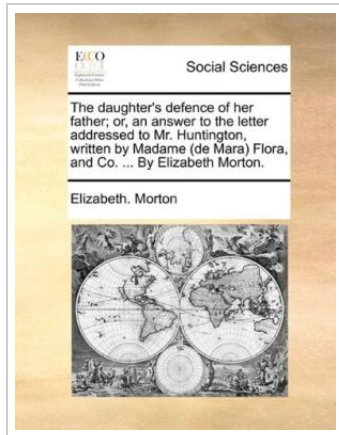 ECCO
Social Sciences
The daughter's defence of her
father; or, an answer to the letter
addressed to Mr. Huntington,
written by Madame (de Mara) Flora,
and Co. ... By Elizabeth Morton.
Elizabeth. Morton